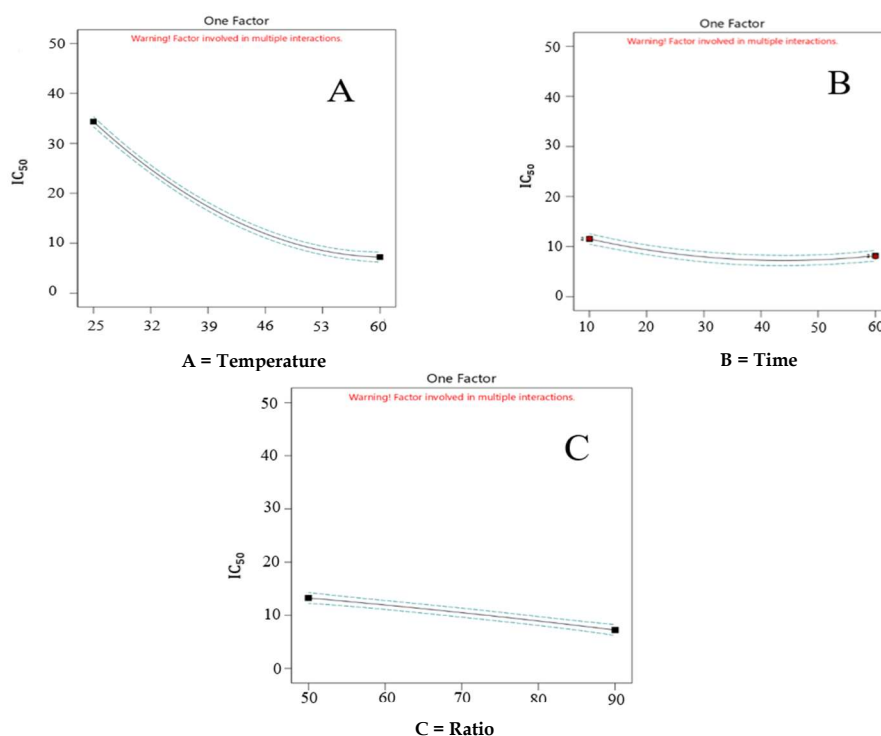 One Factor
Warning! Factor involved in multiple interactions.
A
50
40
30
20
10
0
IC50
25 32 39 46 53 60
A = Temperature
One Factor
Warning! Factor involved in multiple interactions.
B
50
40
30
20
10
0
IC50
10 20 30 40 50 60
B = Time
One Factor
Warning! Factor involved in multiple interactions.
C
50
40
30
20
10
0
IC50
50 60 70 80 90
C = Ratio